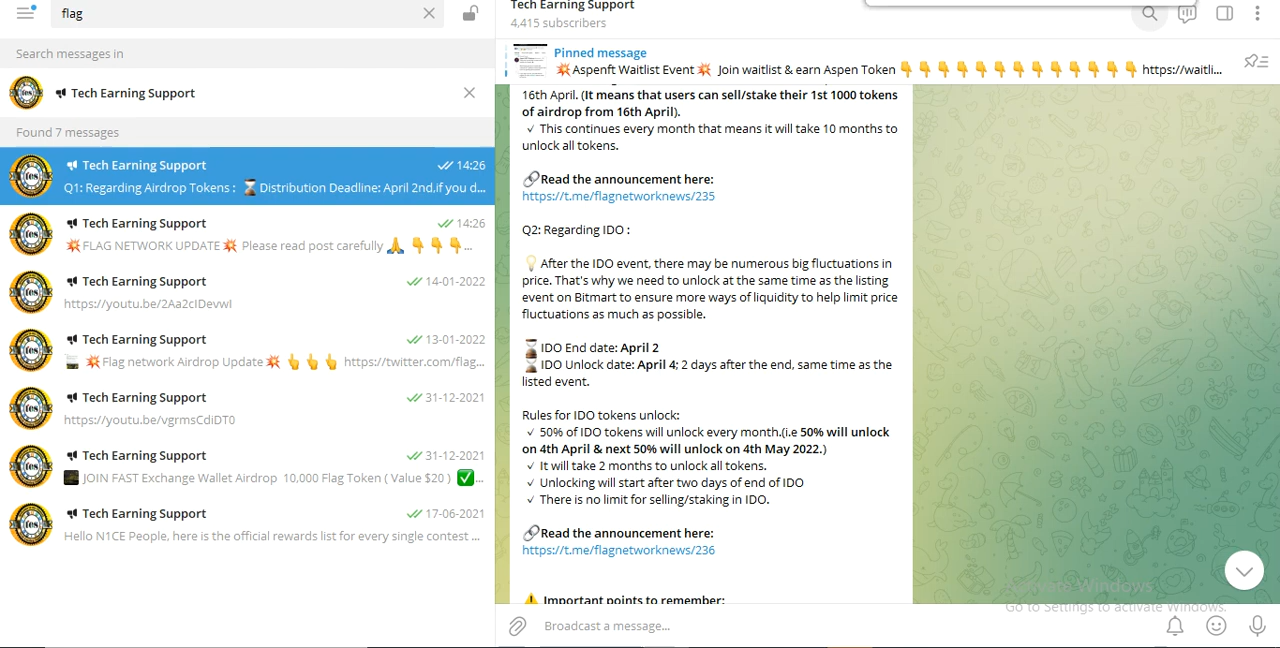 flag
Search messages in
Tech Earning Support
Found 7 messages
Tech Earning Support 14:26
Q1: Regarding Airdrop Tokens : ⌛Distribution Deadline: April 2nd,if you d...
Tech Earning Support 14:26
💥FLAG NETWORK UPDATE💥 Please read post carefully 🙏👇👇👇...
Tech Earning Support 14-01-2022
https://youtu.be/2Aa2cIDevwI
Tech Earning Support 13-01-2022
💥Flag network Airdrop Update💥 👆👆👆 https://twitter.com/flag...
Tech Earning Support 31-12-2021
https://youtu.be/vgrmsCdiDT0
Tech Earning Support 31-12-2021
JOIN FAST Exchange Wallet Airdrop 10,000 Flag Token ( Value $20 ) ✅...
Tech Earning Support 17-06-2021
Hello N1CE People, here is the official rewards list for every single contest ...
Tech Earning Support
4,415 subscribers
Pinned message
💥Aspenft Waitlist Event💥 Join waitlist & earn Aspen Token👇👇👇👇👇👇👇👇👇👇👇👇👇 https://waitli...
16th April. (It means that users can sell/stake their 1st 1000 tokens
of airdrop from 16th April).
✓ This continues every month that means it will take 10 months to
unlock all tokens.
🔗Read the announcement here:
https://t.me/flagnetworknews/235
Q2: Regarding IDO :
💡 After the IDO event, there may be numerous big fluctuations in
price. That's why we need to unlock at the same time as the listing
event on Bitmart to ensure more ways of liquidity to help limit price
fluctuations as much as possible.
⌛IDO End date: April 2
⌛IDO Unlock date: April 4; 2 days after the end, same time as the
listed event.
Rules for IDO tokens unlock:
✓ 50% of IDO tokens will unlock every month.(i.e 50% will unlock
on 4th April & next 50% will unlock on 4th May 2022.)
✓ It will take 2 months to unlock all tokens.
✓ Unlocking will start after two days of end of IDO
✓ There is no limit for selling/staking in IDO.
🔗Read the announcement here:
https://t.me/flagnetworknews/236
⚠ Important points to remember:
Activate Windows
Go to Settings to activate Windows.
Broadcast a message...